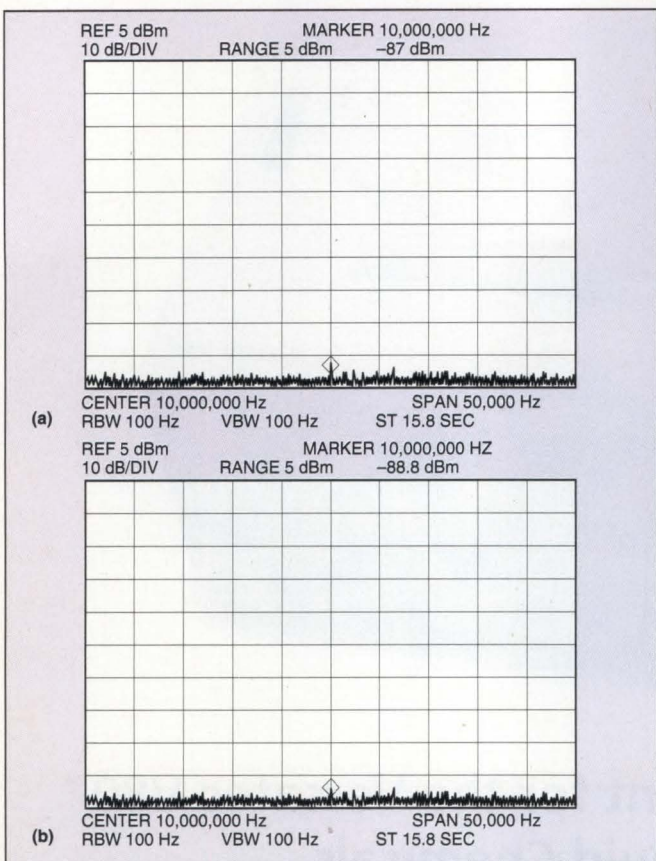 REF 5 dBm MARKER 10,000,000 Hz
10 dB/DIV RANGE 5 dBm –87 dBm
CENTER 10,000,000 Hz SPAN 50,000 Hz
(a) RBW 100 Hz VBW 100 Hz ST 15.8 SEC
REF 5 dBm MARKER 10,000,000 HZ
10 dB/DIV RANGE 5 dBm –88.8 dBm
CENTER 10,000,000 Hz SPAN 50,000 Hz
(b) RBW 100 Hz VBW 100 Hz ST 15.8 SEC